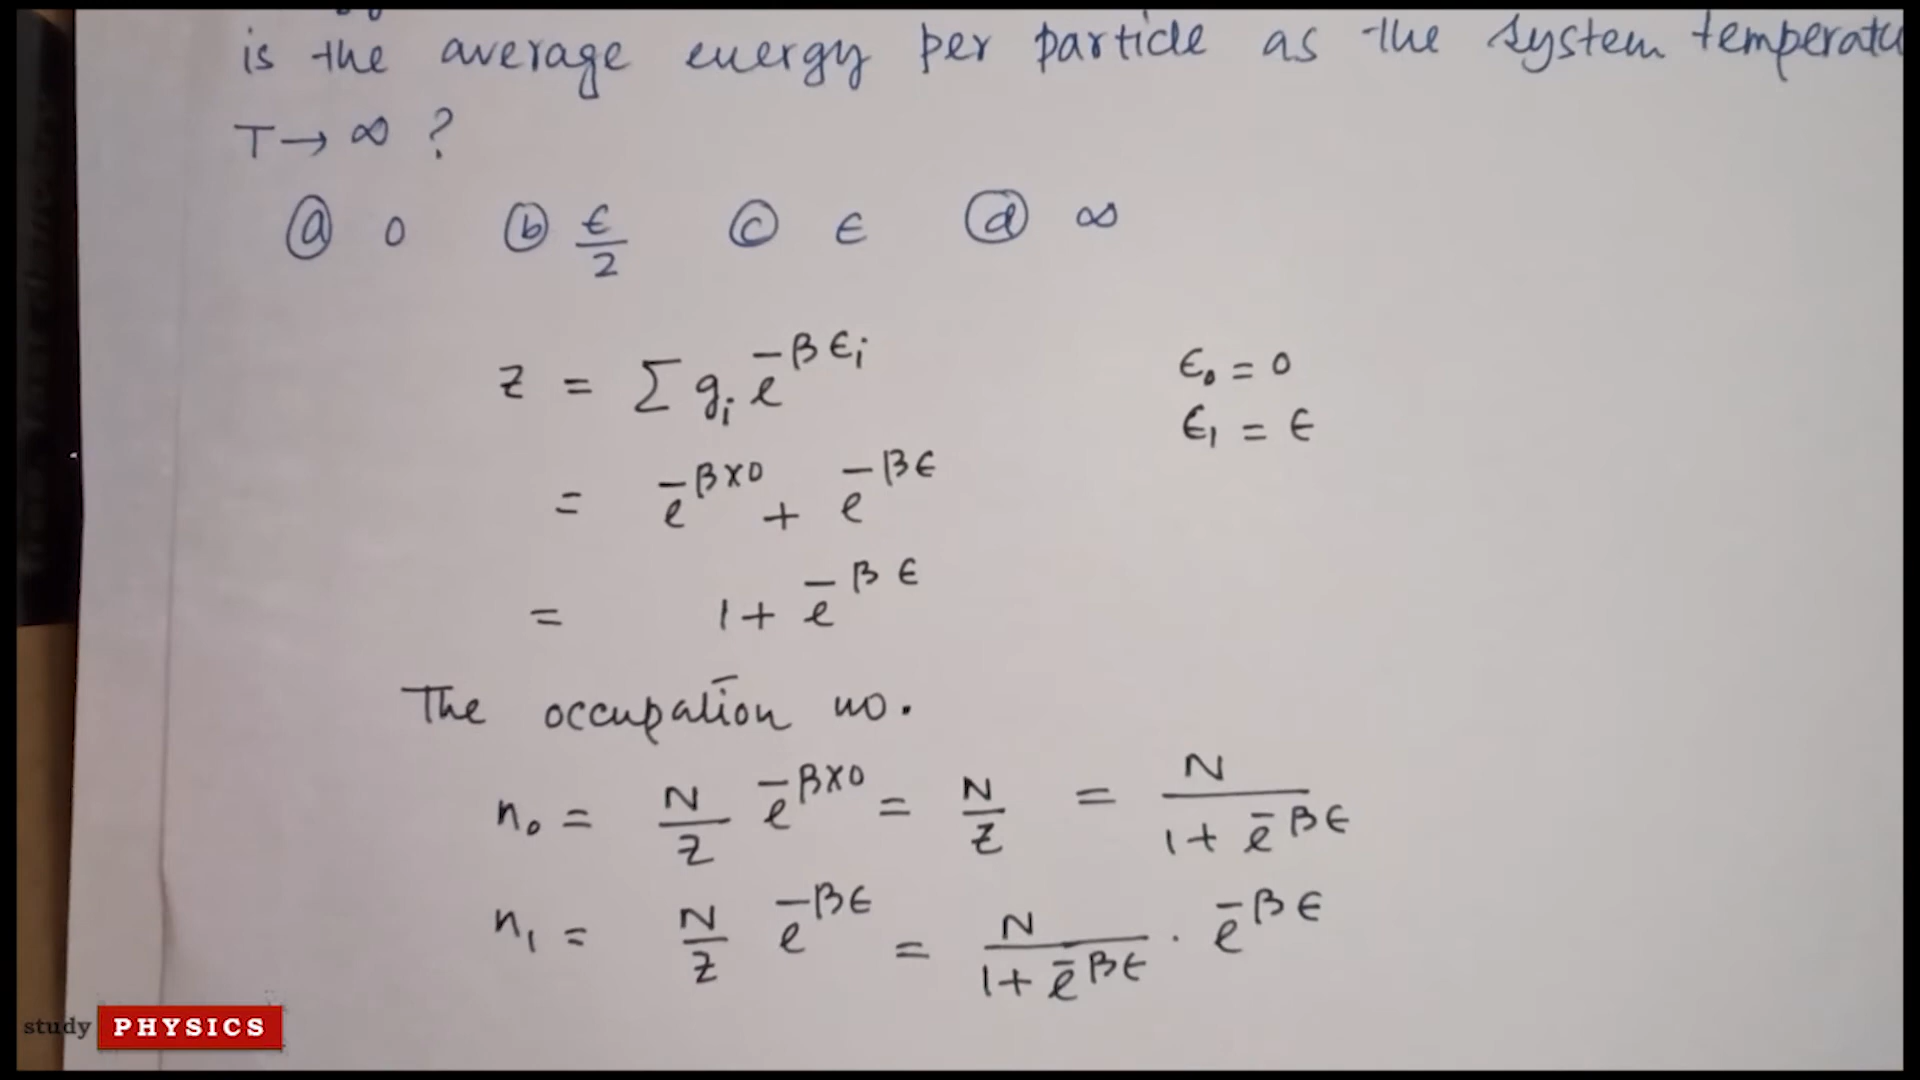 is the average energy per particle as the system temperatu
T → ∞ ?
ⓐ 0 ⓑ ϵ/2 ⓒ ϵ ⓓ ∞
z = Σ gᵢ e^(-βϵᵢ)
ϵ₀ = 0
ϵ₁ = ϵ
= e^(-β×0) + e^(-βϵ)
= 1 + e^(-βϵ)
The occupation no.
n₀ = N/Z e^(-β×0) = N/Z = N/(1 + e^(-βϵ))
n₁ = N/Z e^(-βϵ) = N/(1 + e^(-βϵ)) · e^(-βϵ)
study PHYSICS